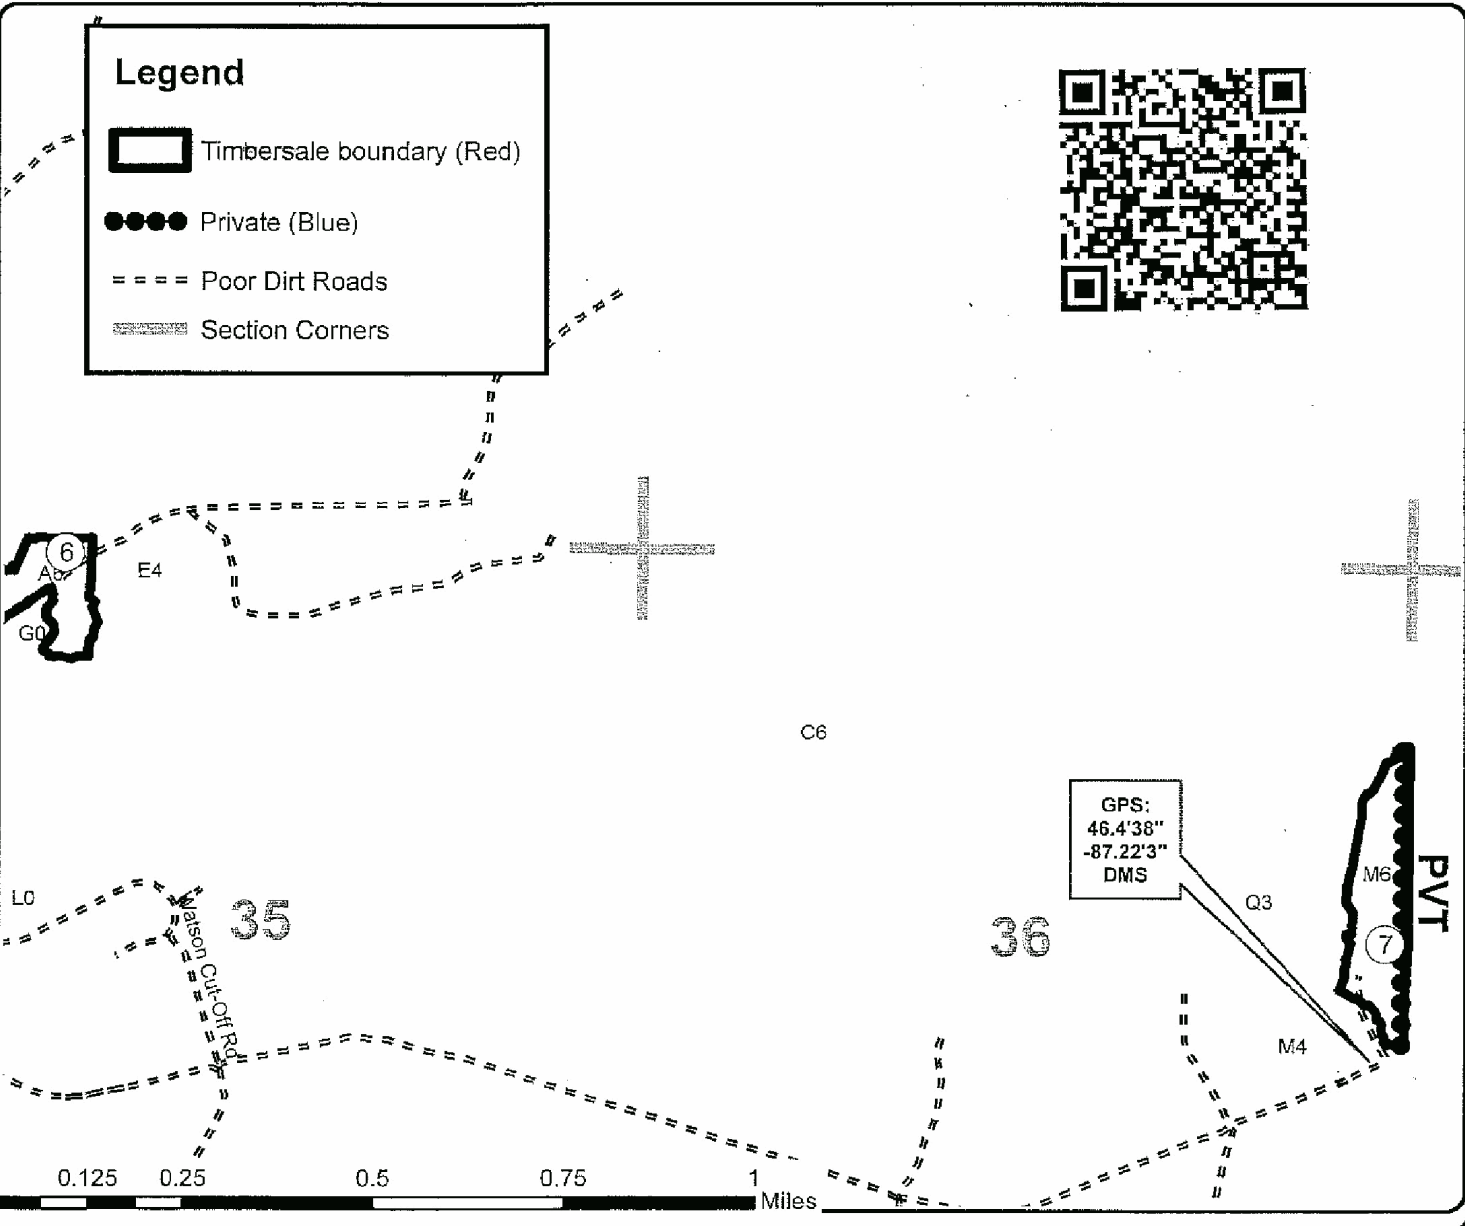 Legend
Timbersale boundary (Red)
Private (Blue)
Poor Dirt Roads
Section Corners
6
E4
G0
C6
GPS:
46.4'38"
-87.22'3"
DMS
M6
PVT
L0
Q3
35
36
7
Watson Cut-Off Rd
M4
0.125 0.25 0.5 0.75 1
Miles